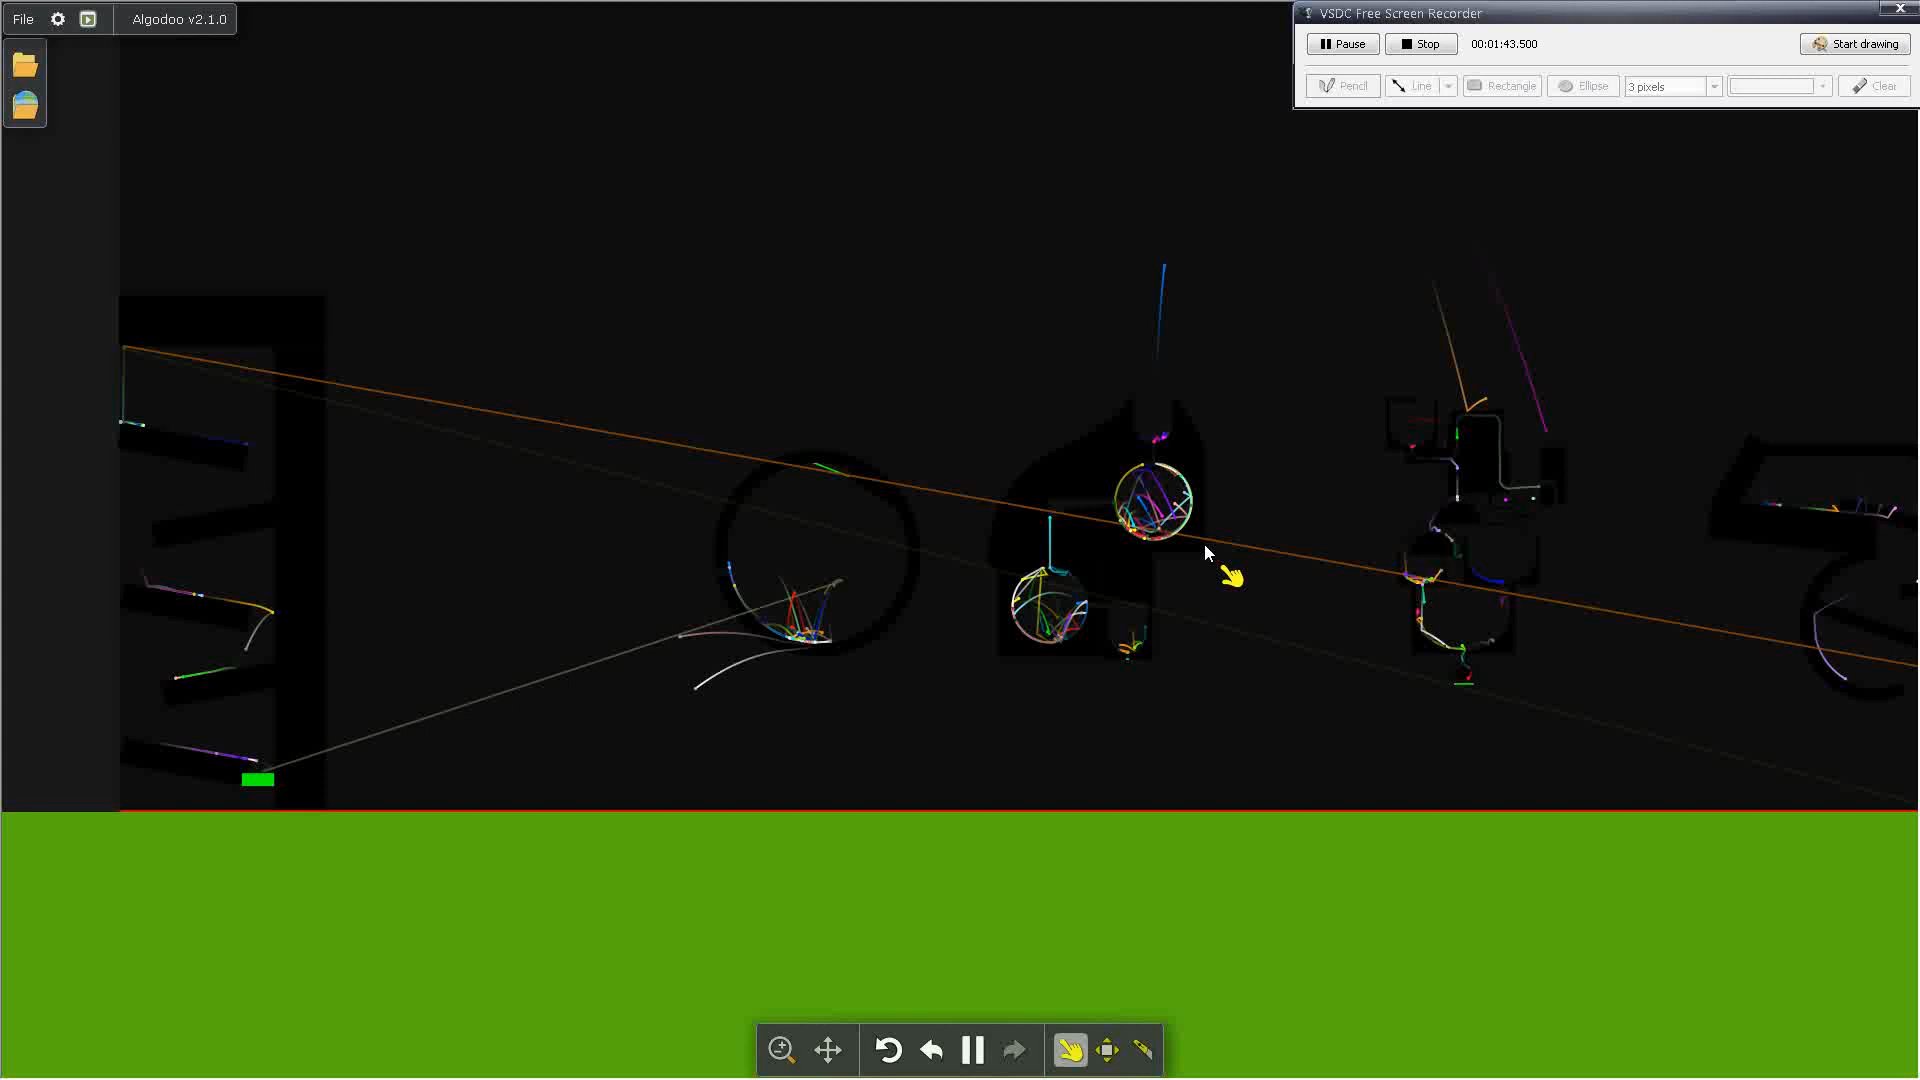 File
Algodoo v2.1.0
VSDC Free Screen Recorder
Pause
Stop
00:01:43.500
Start drawing
Pencil
Line
Rectangle
Ellipse
3 pixels
Clear